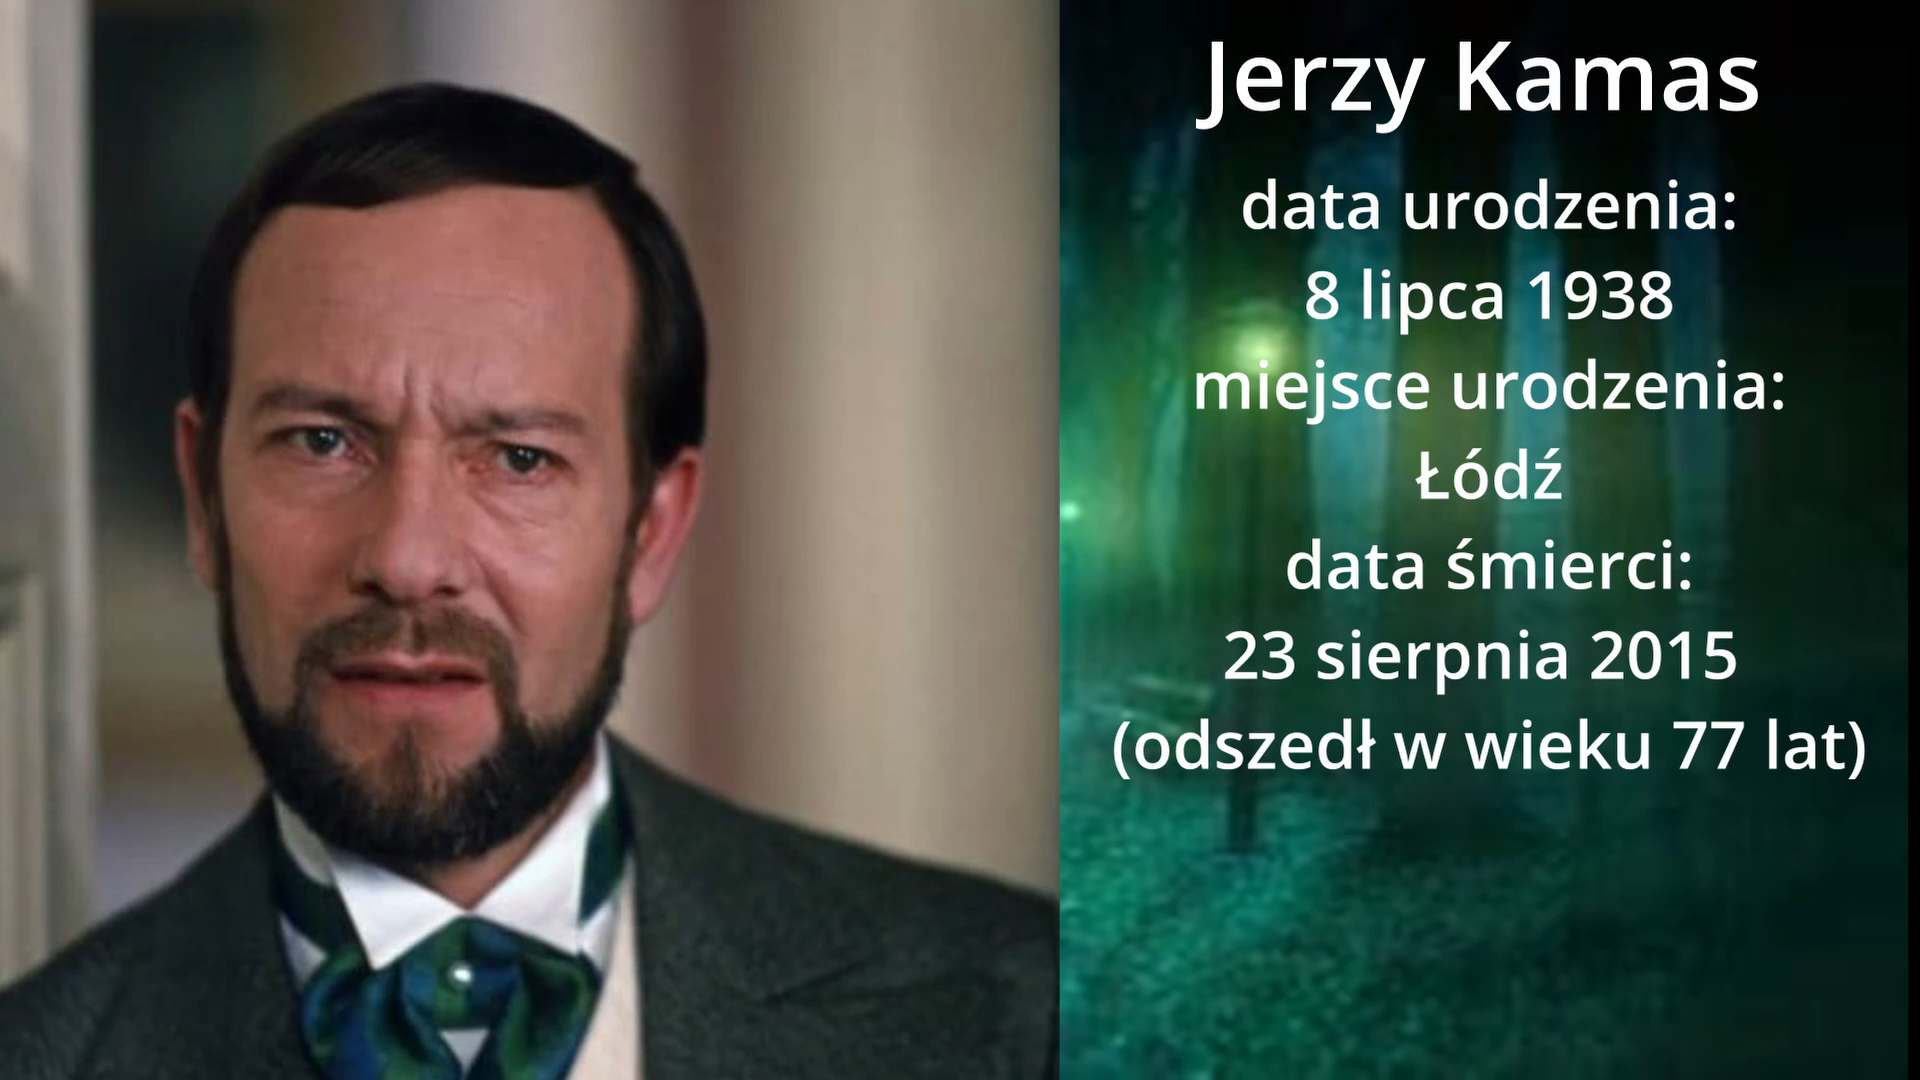 Jerzy Kamas
data urodzenia:
8 lipca 1938
miejsce urodzenia:
Łódź
data śmierci:
23 sierpnia 2015
(odszedł w wieku 77 lat)